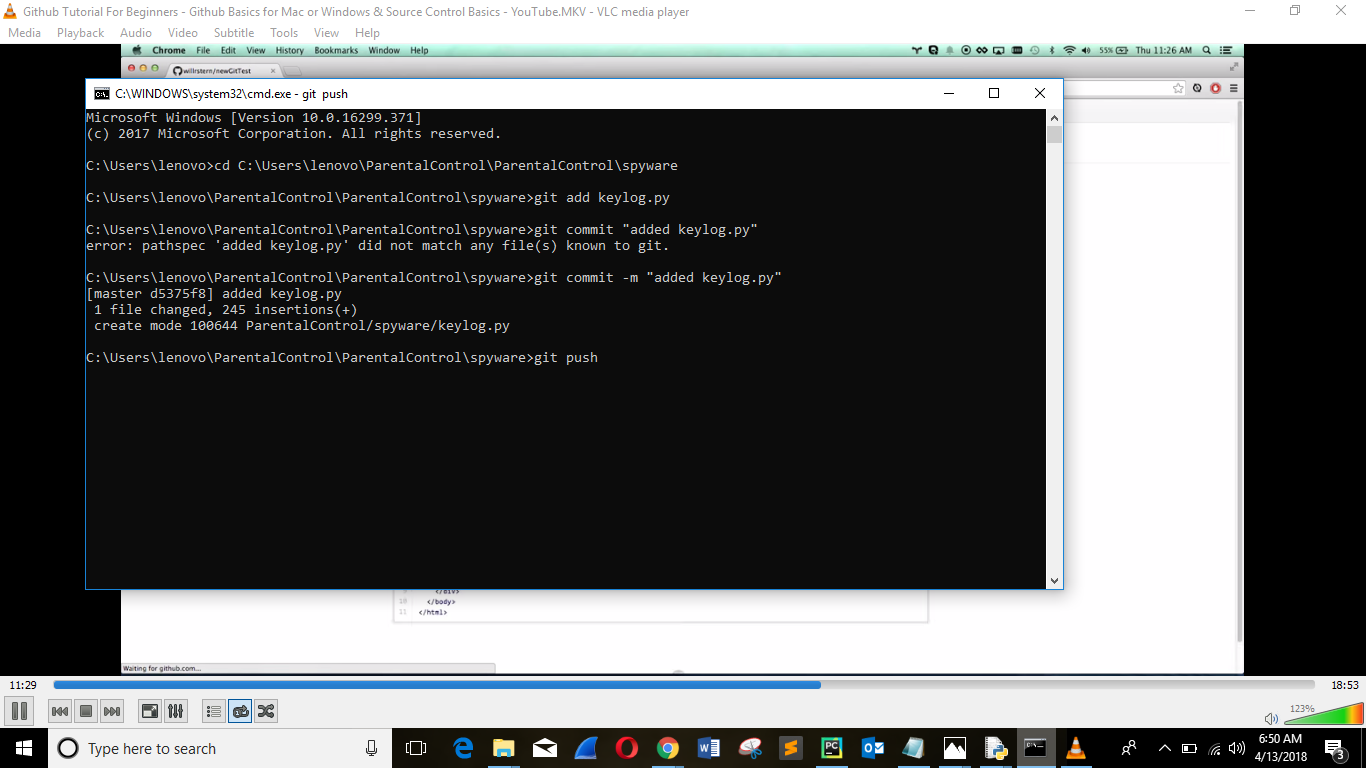 Github Tutorial For Beginners - Github Basics for Mac or Windows & Source Control Basics - YouTube.MKV - VLC media player
Media Playback Audio Video Subtitle Tools View Help
Chrome File Edit View History Bookmarks Window Help 55% Thu 11:26 AM
willrstern/newGitTest
C:\WINDOWS\system32\cmd.exe - git push
Microsoft Windows [Version 10.0.16299.371]
(c) 2017 Microsoft Corporation. All rights reserved.
C:\Users\lenovo>cd C:\Users\lenovo\ParentalControl\ParentalControl\spyware
C:\Users\lenovo\ParentalControl\ParentalControl\spyware>git add keylog.py
C:\Users\lenovo\ParentalControl\ParentalControl\spyware>git commit "added keylog.py"
error: pathspec 'added keylog.py' did not match any file(s) known to git.
C:\Users\lenovo\ParentalControl\ParentalControl\spyware>git commit -m "added keylog.py"
[master d5375f8] added keylog.py
1 file changed, 245 insertions(+)
create mode 100644 ParentalControl/spyware/keylog.py
C:\Users\lenovo\ParentalControl\ParentalControl\spyware>git push
9 </div>
10 </body>
11 </html>
Waiting for github.com...
11:29 18:53
123%
Type here to search
6:50 AM
4/13/2018
3